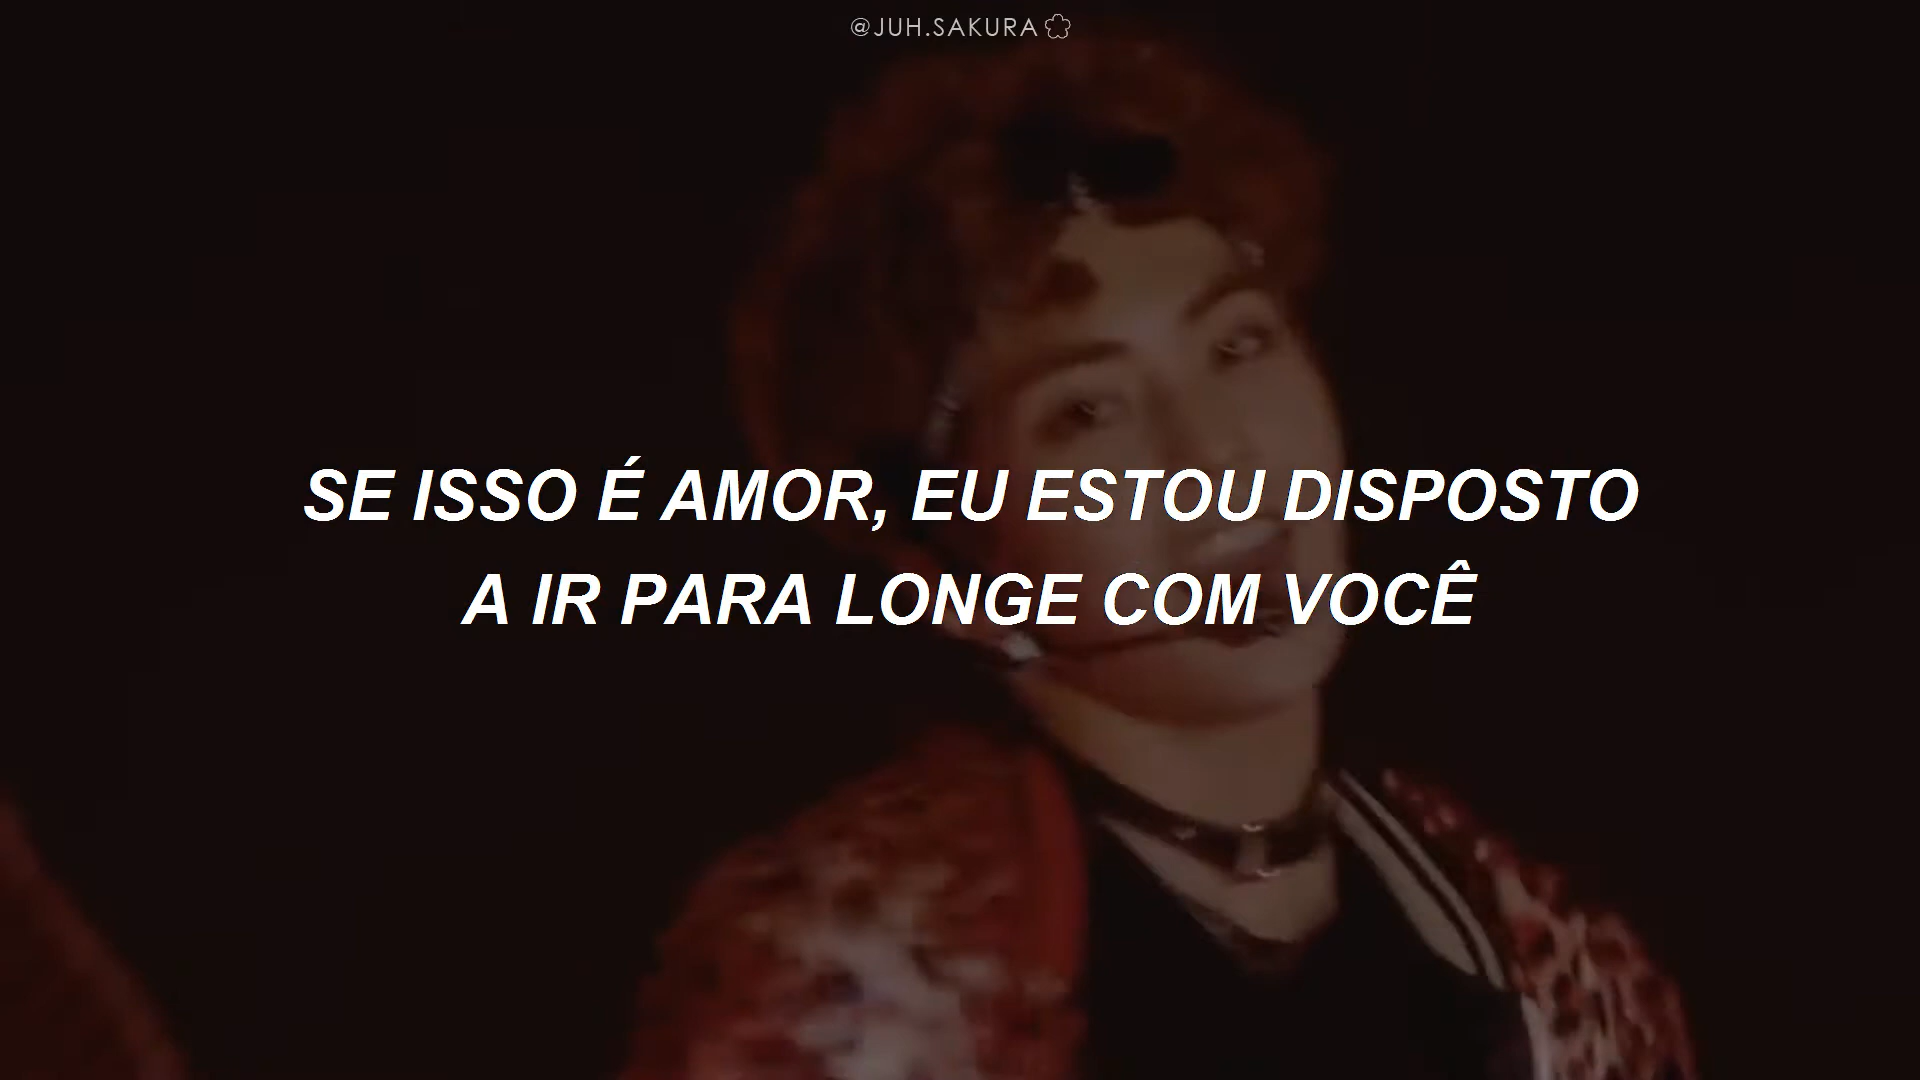 @JUH.SAKURA
SE ISSO É AMOR, EU ESTOU DISPOSTO
A IR PARA LONGE COM VOCÊ